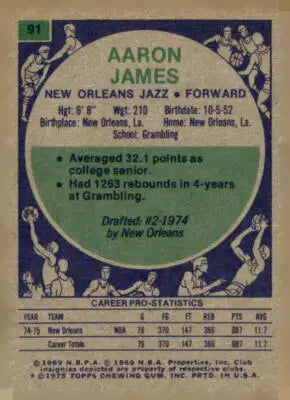 91
AARON
JAMES
NEW ORLEANS JAZZ • FORWARD
Hgt: 6' 8" Wgt: 210 Birthdate: 10-5-52
Birthplace: New Orleans, La. Home: New Orleans, La.
School: Grambling
• Averaged 32.1 points as
college senior.
• Had 1263 rebounds in 4-years
at Grambling.
Drafted: #2-1974
by New Orleans
CAREER PRO-STATISTICS
YEAR TEAM G FG FT REB PTS AVG
74-75 New Orleans NBA 76 370 147 366 887 11.7
Career Totals 76 370 147 366 887 11.7
© 1969 N.B.P.A. © 1969 N.B.A. Properties, Inc. Club
insignias depicted are property of respective clubs.
* © 1975 TOPPS CHEWING GUM, INC. PRTD. IN U.S.A.